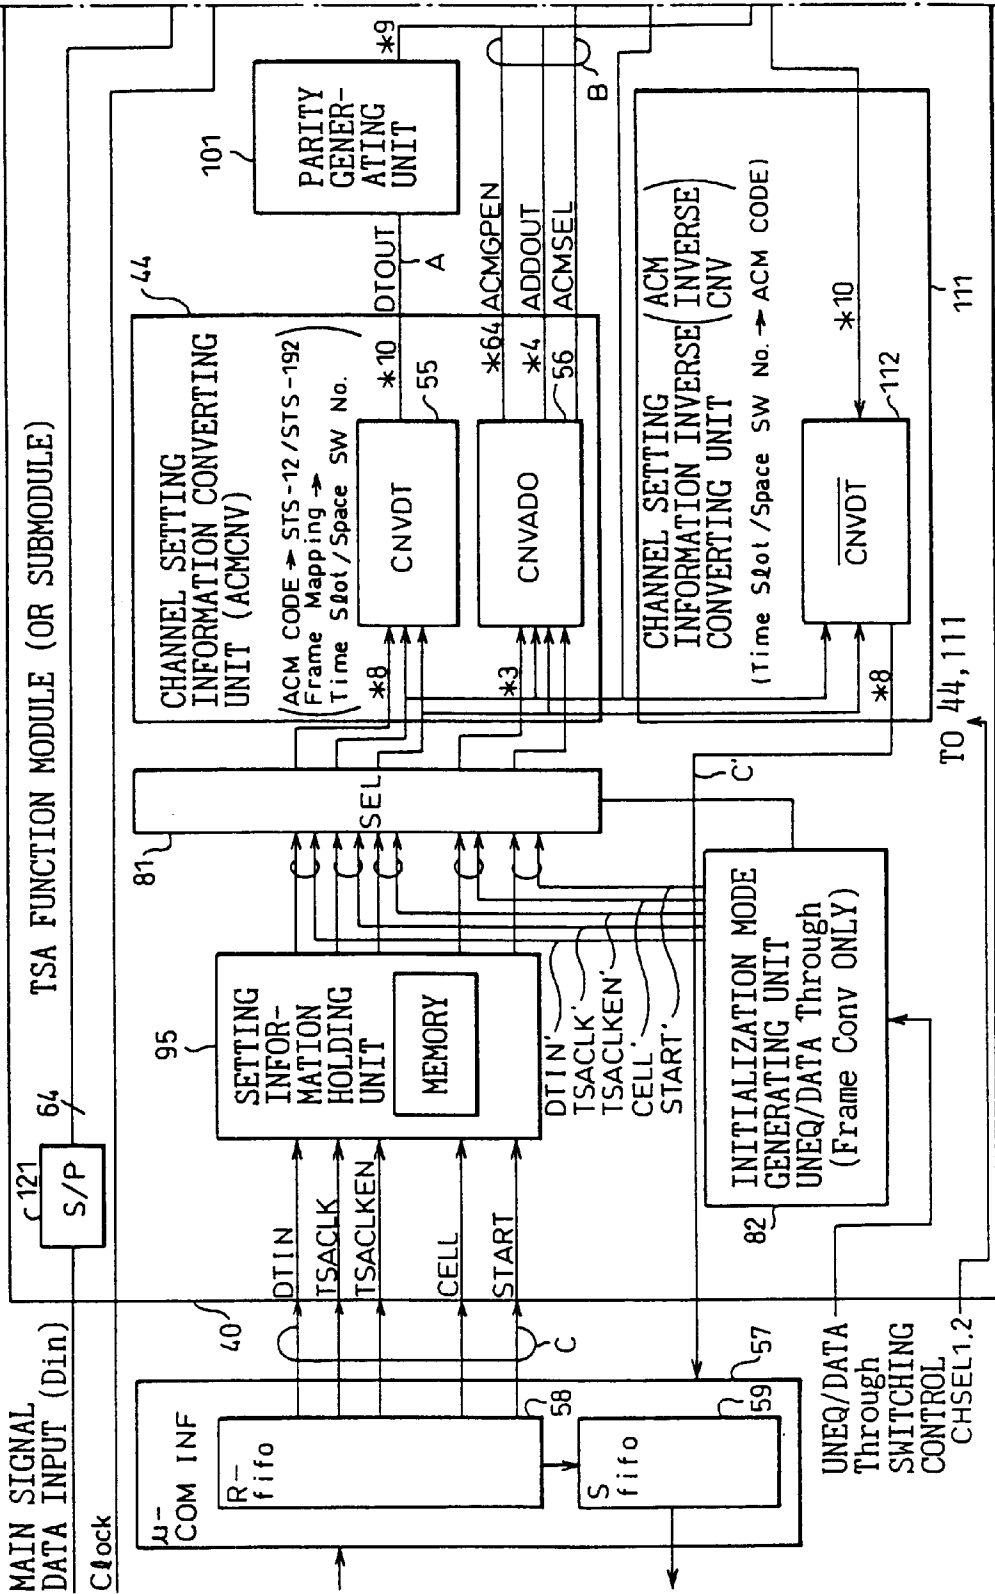 MAIN SIGNAL
DATA INPUT (Din)
Clock
121
S/P
64
TSA FUNCTION MODULE (OR SUBMODULE)
40
μ-
COM INF
R-
fifo
58
S
fifo
59
57
C
DTIN
TSACLK
TSACLKEN
CELL
START
95
SETTING
INFOR-
MATION
HOLDING
UNIT
MEMORY
DTIN'
TSACLK'
TSACLKEN'
CELL'
START'
81
SEL
82
INITIALIZATION MODE
GENERATING UNIT
UNEQ/DATA Through
(Frame Conv ONLY)
UNEQ/DATA
Through
SWITCHING
CONTROL
CHSEL1,2
C'
TO 44,111
44
CHANNEL SETTING
INFORMATION CONVERTING
UNIT (ACMCNV)
(ACM CODE → STS-12/STS-192
Frame Mapping →
Time Slot/Space SW No.)
*8
*10
CNVDT
55
*3
CNVADO
56
DTOUT
A
*64 ACMGPEN
*4 ADDOUT
ACMSEL
B
101
PARITY
GENER-
ATING
UNIT
*9
CHANNEL SETTING
INFORMATION INVERSE
CONVERTING UNIT
(ACM
INVERSE
CNV)
(Time Slot/Space SW No. → ACM CODE)
*8
*10
CNVDT
112
111